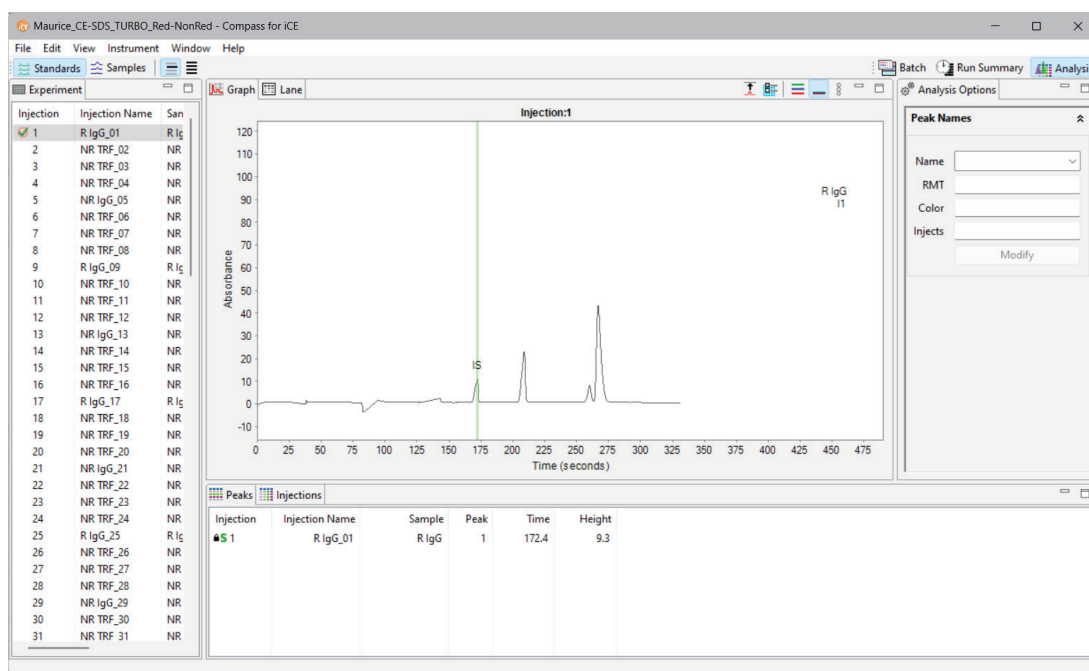 Maurice_CE-SDS_TURBO_Red-NonRed - Compass for iCE
File Edit View Instrument Window Help
Standards Samples Batch Run Summary Analysis
Experiment
Injection Injection Name San
1 R IgG_01 R Ig
2 NR TRF_02 NR
3 NR TRF_03 NR
4 NR TRF_04 NR
5 NR IgG_05 NR
6 NR TRF_06 NR
7 NR TRF_07 NR
8 NR TRF_08 NR
9 R IgG_09 R Ig
10 NR TRF_10 NR
11 NR TRF_11 NR
12 NR TRF_12 NR
13 NR IgG_13 NR
14 NR TRF_14 NR
15 NR TRF_15 NR
16 NR TRF_16 NR
17 R IgG_17 R Ig
18 NR TRF_18 NR
19 NR TRF_19 NR
20 NR TRF_20 NR
21 NR IgG_21 NR
22 NR TRF_22 NR
23 NR TRF_23 NR
24 NR TRF_24 NR
25 R IgG_25 R Ig
26 NR TRF_26 NR
27 NR TRF_27 NR
28 NR TRF_28 NR
29 NR IgG_29 NR
30 NR TRF_30 NR
31 NR TRF 31 NR
Graph Lane
Injection:1
120
110
100
90
80
70
60
50
40
30
20
10
0
-10
Absorbance
R IgG
I1
IS
0 25 50 75 100 125 150 175 200 225 250 275 300 325 350 375 400 425 450 475
Time (seconds)
Analysis Options
Peak Names
Name
RMT
Color
Injects
Modify
Peaks Injections
Injection Injection Name Sample Peak Time Height
S 1 R IgG_01 R IgG 1 172.4 9.3